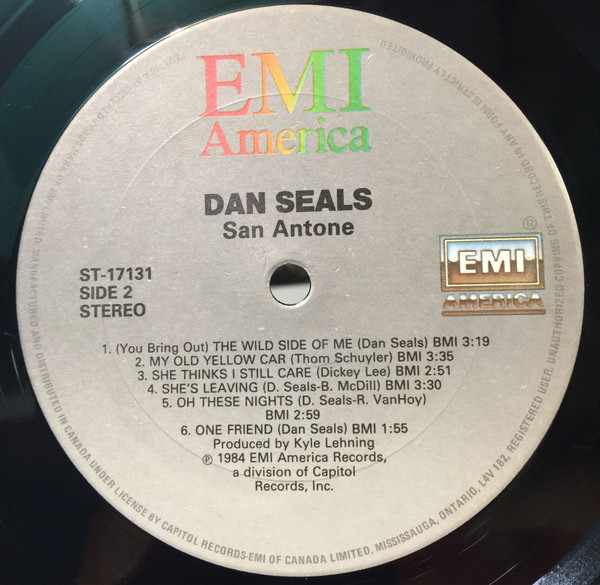 EMI
America
DAN SEALS
San Antone
ST-17131
SIDE 2
STEREO
®
EMI
AMERICA
1. (You Bring Out) THE WILD SIDE OF ME (Dan Seals) BMI 3:19
2. MY OLD YELLOW CAR (Thom Schuyler) BMI 3:35
3. SHE THINKS I STILL CARE (Dickey Lee) BMI 2:51
4. SHE'S LEAVING (D. Seals-B. McDill) BMI 3:30
5. OH THESE NIGHTS (D. Seals-R. VanHoy)
BMI 2:59
6. ONE FRIEND (Dan Seals) BMI 1:55
Produced by Kyle Lehning
℗ 1984 EMI America Records,
a division of Capitol
Records, Inc.
MANUFACTURED AND DISTRIBUTED IN CANADA UNDER LICENSE BY CAPITOL RECORDS-EMI OF CANADA LIMITED, MISSISSAUGA, ONTARIO, L4V 1B2, REGISTERED USER. UNAUTHORIZED COPYING OF THIS RECORD IN ANY FORM IS STRICTLY PROHIBITED